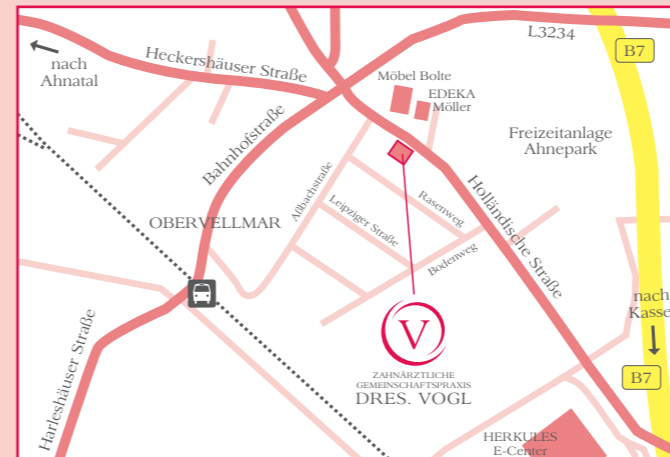 L3234
B7
nach
Ahnatal
Heckershäuser Straße
Möbel Bolte
EDEKA
Möller
Freizeitanlage
Ahnepark
Bahnhofstraße
Aßbachstraße
Rasenweg
Leipziger Straße
Holländische Straße
OBERVELLMAR
Bodenweg
nach
Kassel
V
B7
Harleshäuser Straße
ZAHNÄRZTLICHE
GEMEINSCHAFTSPRAXIS
DRES. VOGL
HERKULES
E-Center